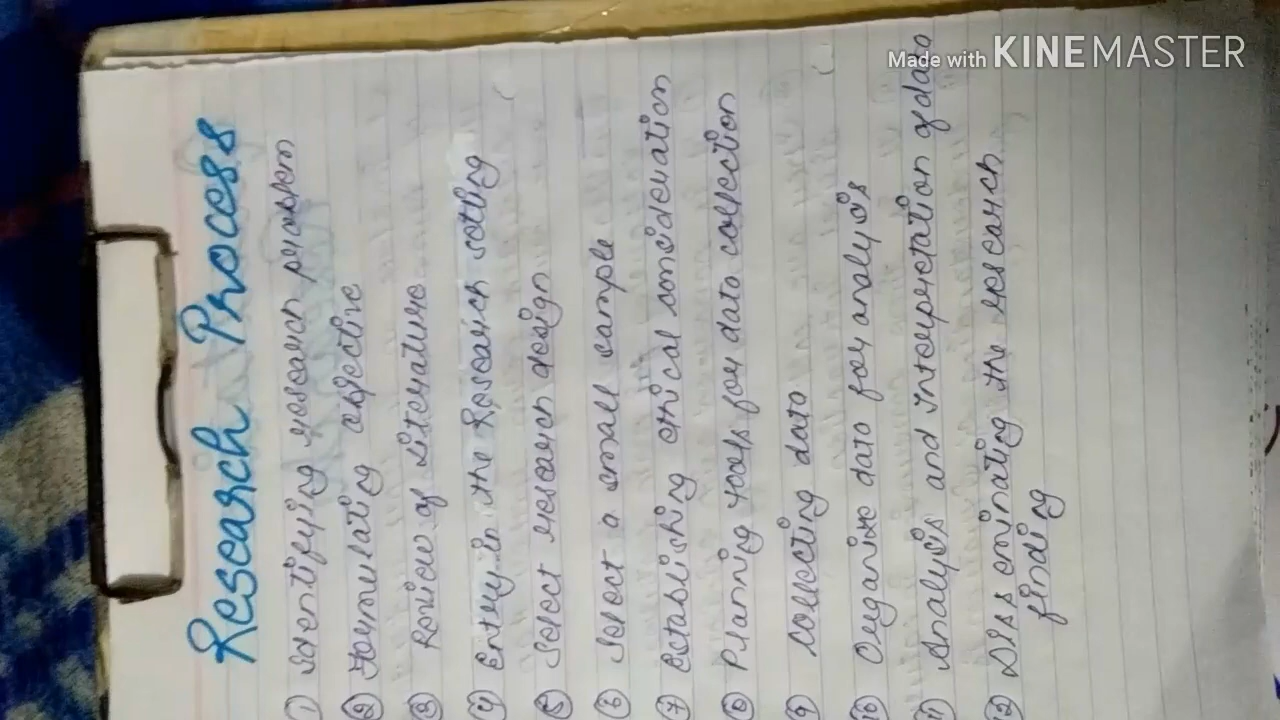 Research Process
① Identifying research problem
② Formulating objective
③ Review of Literature
④ Entry in the Research setting
⑤ Select research design
⑥ Select a small sample
⑦ Establishing ethical consideration
⑧ Planning tools for data collection
⑨ Collecting data
⑩ Organise data for analysis
⑪ Analysis and Interpretation of data
⑫ Diss eminating the research
finding
Made with KINEMASTER